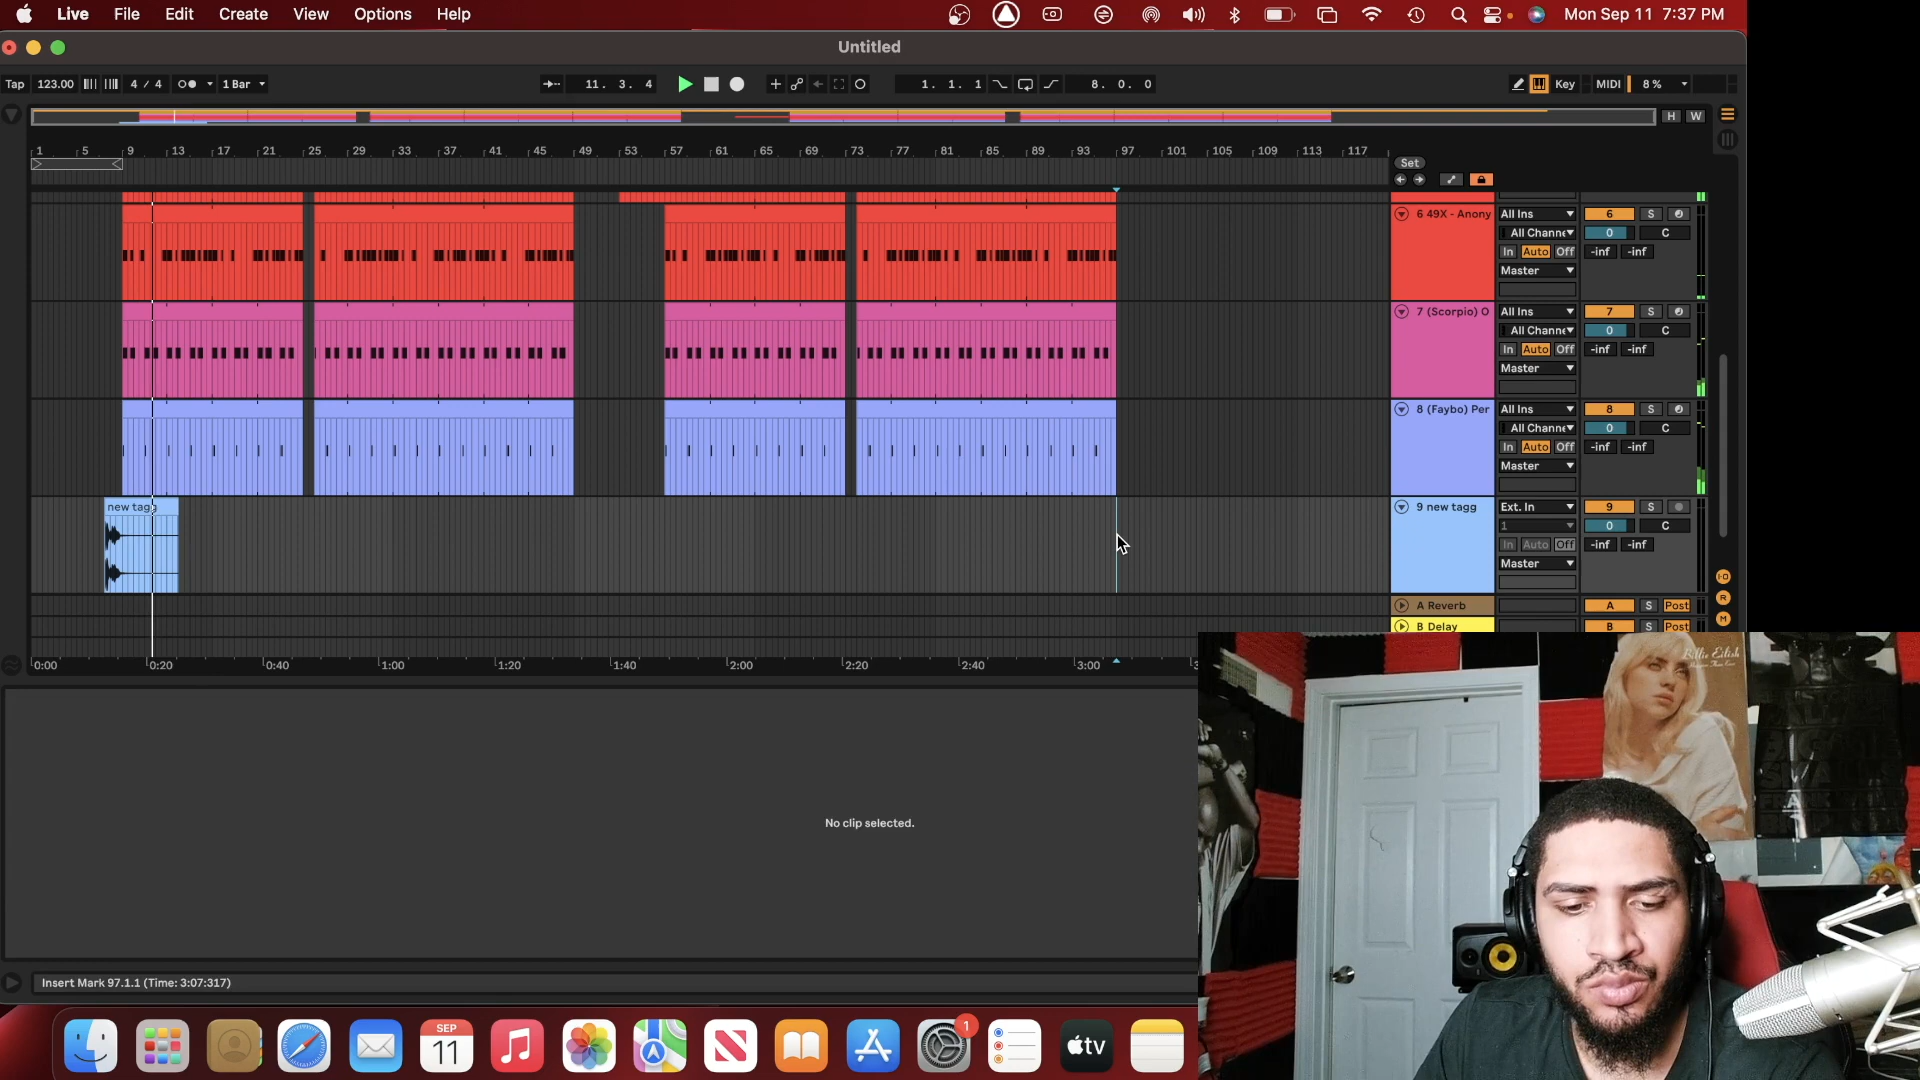 Live File Edit Create View Options Help Mon Sep 11 7:37 PM
Untitled
Tap 123.00 4 / 4 1 Bar 11. 3. 4 1. 1. 1 8. 0. 0 Key MIDI 8 %
H W
1 5 9 13 17 21 25 29 33 37 41 45 49 53 57 61 65 69 73 77 81 85 89 93 97 101 105 109 113 117
Set
6 49X - Anony All Ins 6 S
All Channe 0 C
In Auto Off -inf -inf
Master
7 (Scorpio) O All Ins 7 S
All Channe 0 C
In Auto Off -inf -inf
Master
8 (Faybo) Per All Ins 8 S
All Channe 0 C
In Auto Off -inf -inf
Master
new tagg 9 new tagg Ext. In 9 S
1 0 C
In Auto Off -inf -inf
Master
A Reverb A S Post
B Delay B S Post
I·O
R
M
0:00 0:20 0:40 1:00 1:20 1:40 2:00 2:20 2:40 3:00
Billie Eilish
No clip selected.
Insert Mark 97.1.1 (Time: 3:07:317)
SEP
11
1
tv